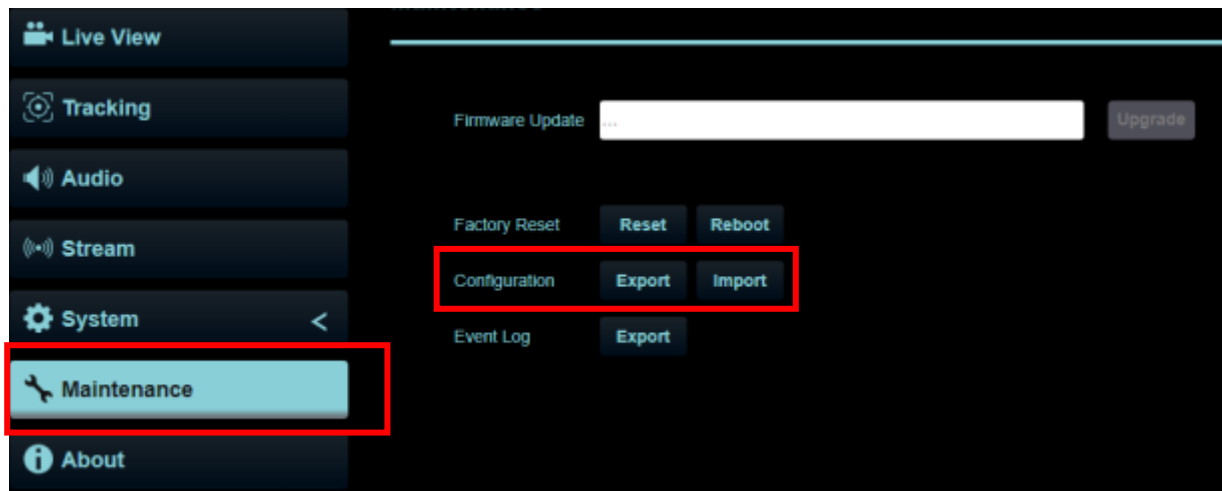 Live View
Tracking
Audio
Stream
System <
Maintenance
About
Firmware Update ... Upgrade
Factory Reset Reset Reboot
Configuration Export Import
Event Log Export